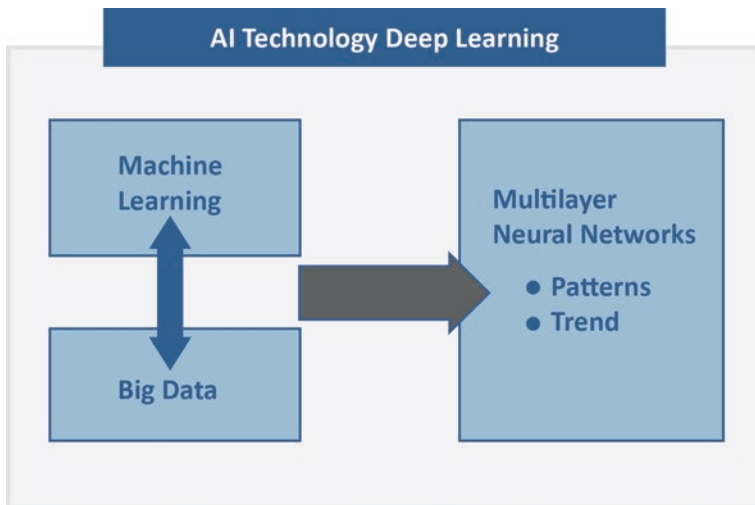 AI Technology Deep Learning
Machine
Learning
Big Data
Multilayer
Neural Networks
● Patterns
● Trend